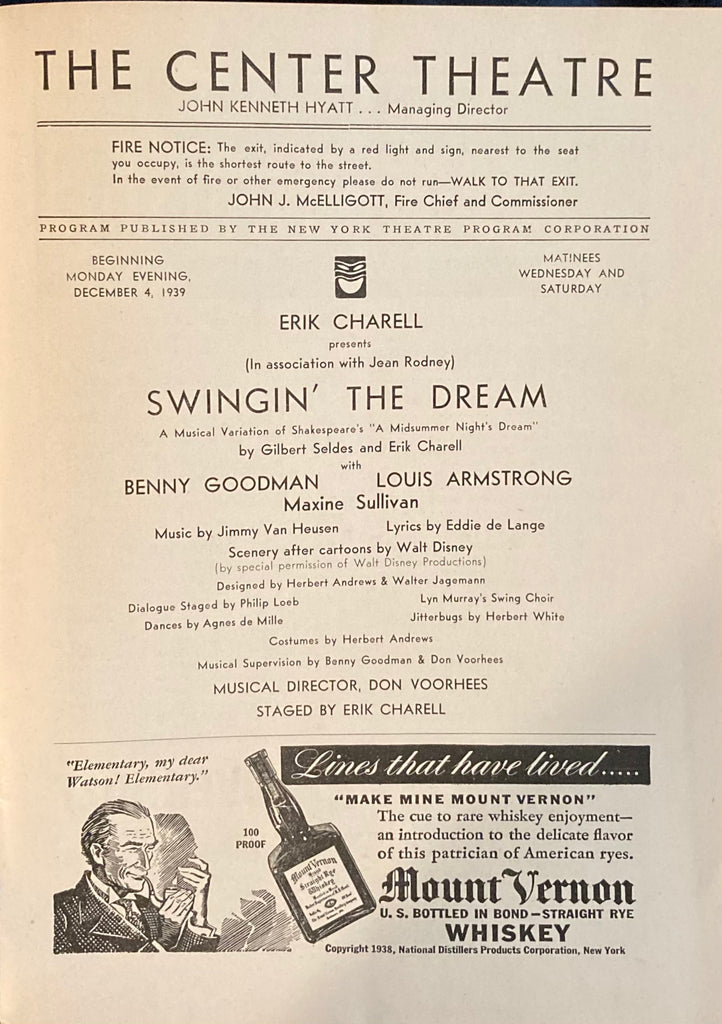 THE CENTER THEATRE
JOHN KENNETH HYATT . . . Managing Director
FIRE NOTICE: The exit, indicated by a red light and sign, nearest to the seat
you occupy, is the shortest route to the street.
In the event of fire or other emergency please do not run—WALK TO THAT EXIT.
JOHN J. McELLIGOTT, Fire Chief and Commissioner
PROGRAM PUBLISHED BY THE NEW YORK THEATRE PROGRAM CORPORATION
BEGINNING
MONDAY EVENING,
DECEMBER 4, 1939
MATINEES
WEDNESDAY AND
SATURDAY
ERIK CHARELL
presents
(In association with Jean Rodney)
SWINGIN' THE DREAM
A Musical Variation of Shakespeare's "A Midsummer Night's Dream"
by Gilbert Seldes and Erik Charell
with
BENNY GOODMAN LOUIS ARMSTRONG
Maxine Sullivan
Music by Jimmy Van Heusen Lyrics by Eddie de Lange
Scenery after cartoons by Walt Disney
(by special permission of Walt Disney Productions)
Designed by Herbert Andrews & Walter Jagemann
Dialogue Staged by Philip Loeb Lyn Murray's Swing Choir
Dances by Agnes de Mille Jitterbugs by Herbert White
Costumes by Herbert Andrews
Musical Supervision by Benny Goodman & Don Voorhees
MUSICAL DIRECTOR, DON VOORHEES
STAGED BY ERIK CHARELL
"Elementary, my dear
Watson! Elementary."
Lines that have lived.....
"MAKE MINE MOUNT VERNON"
The cue to rare whiskey enjoyment—
an introduction to the delicate flavor
of this patrician of American ryes.
100
PROOF
Mount Vernon
Straight Rye
Whiskey
Mount Vernon
U. S. BOTTLED IN BOND—STRAIGHT RYE
WHISKEY
Copyright 1938, National Distillers Products Corporation, New York